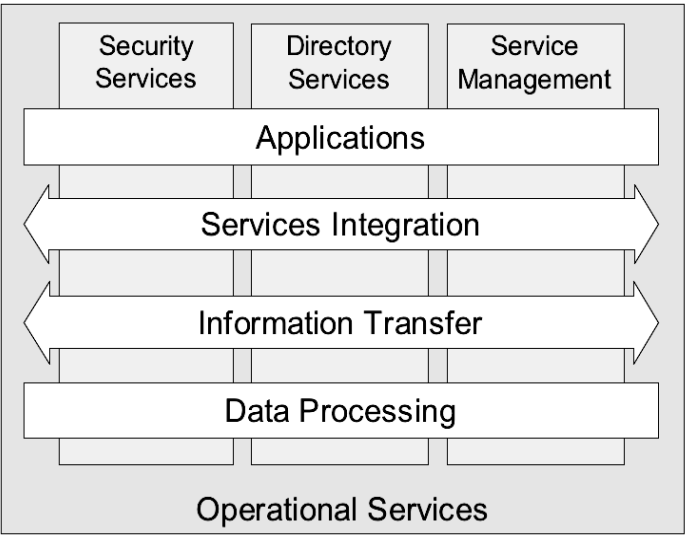 Security
Services
Directory
Services
Service
Management
Applications
Services Integration
Information Transfer
Data Processing
Operational Services